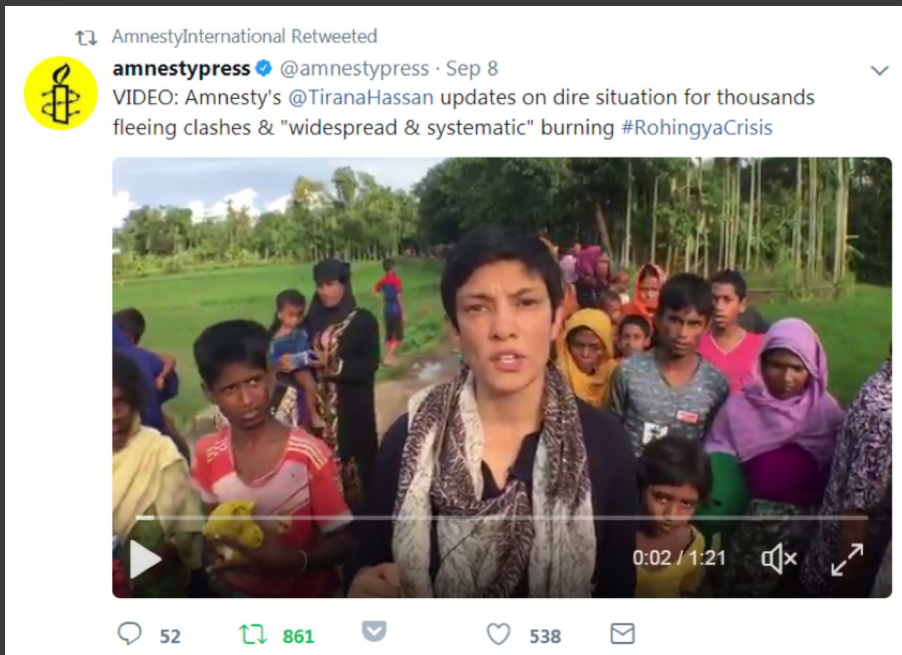 AmnestyInternational Retweeted
amnestypress @amnestypress · Sep 8
VIDEO: Amnesty's @TiranaHassan updates on dire situation for thousands
fleeing clashes & "widespread & systematic" burning #RohingyaCrisis
0:02 / 1:21
52 861 538